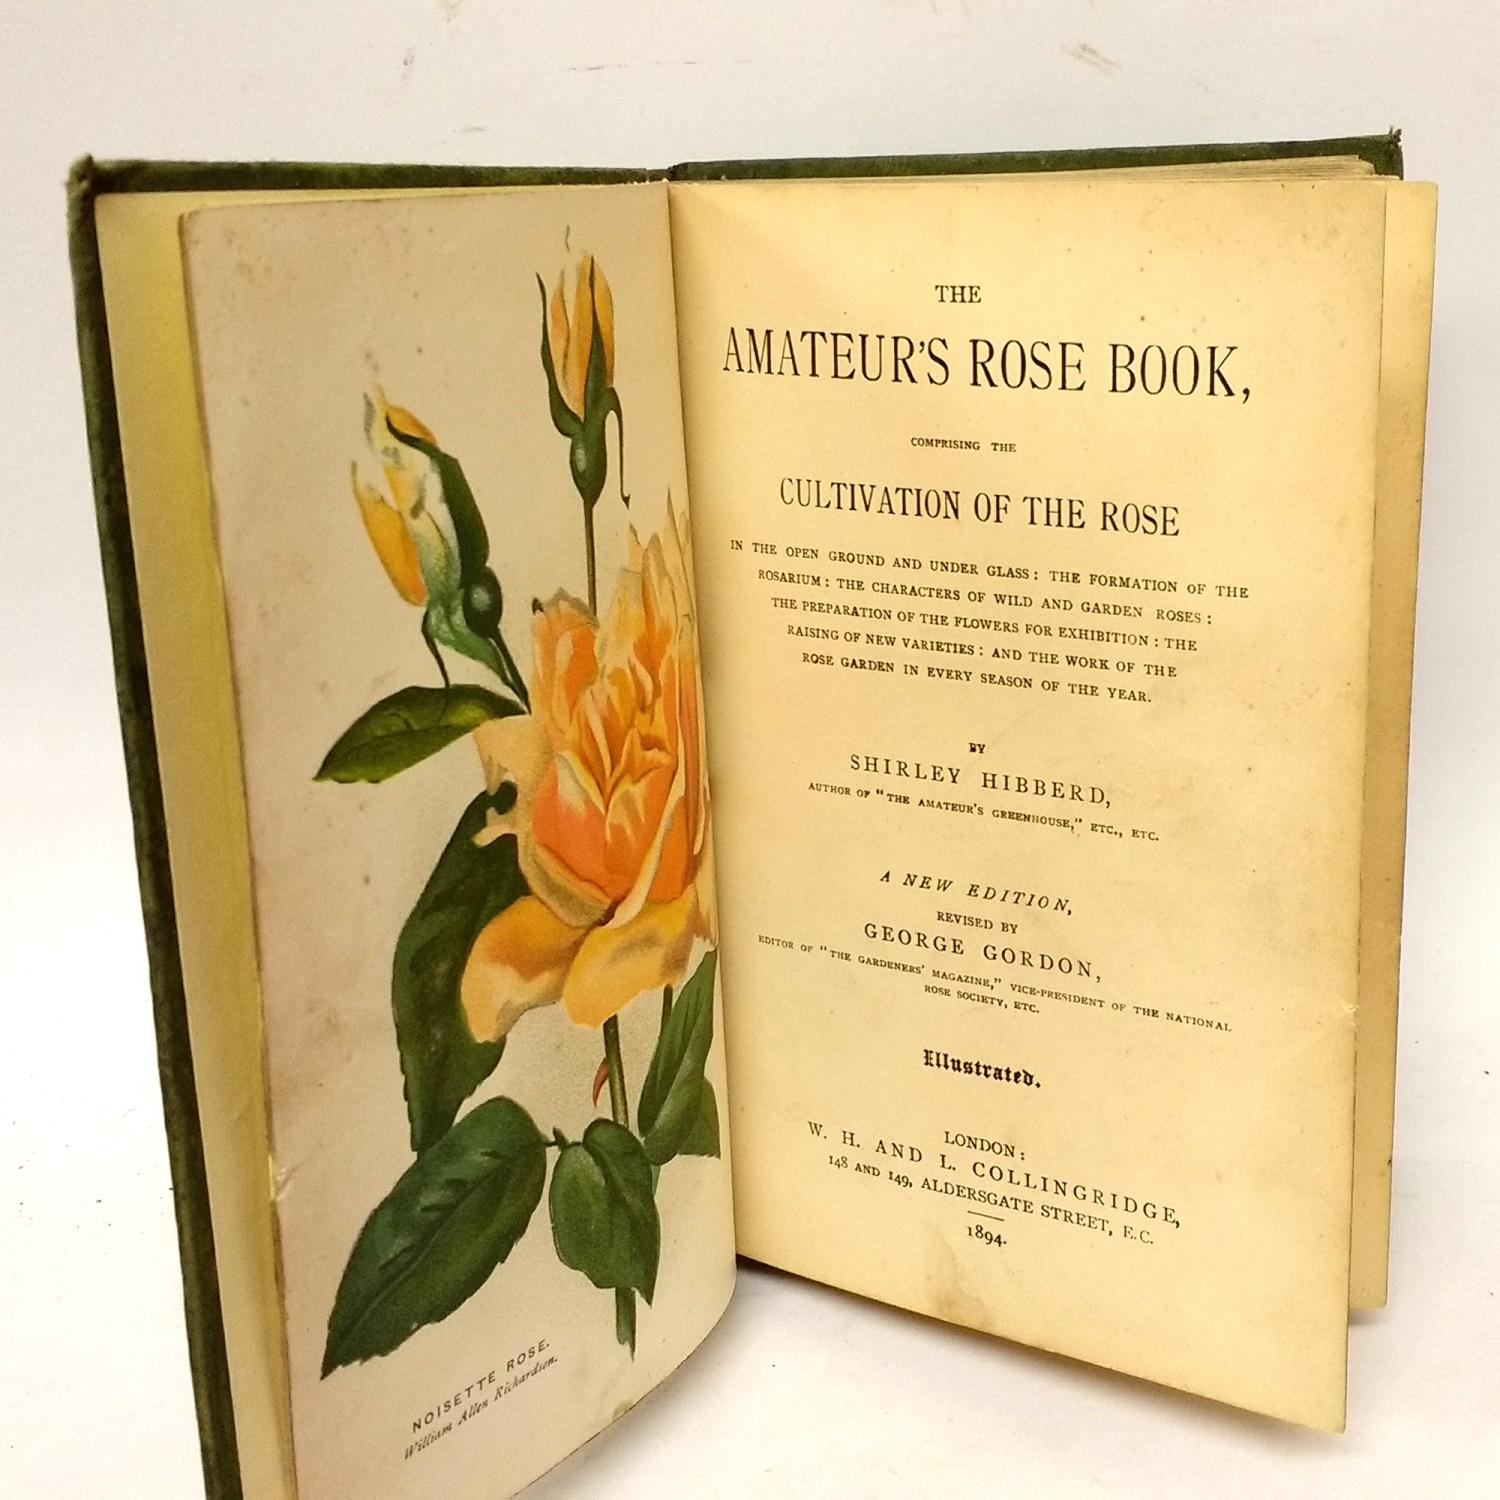 NOISETTE ROSE.
William Allen Richardson.
THE
AMATEUR'S ROSE BOOK,
COMPRISING THE
CULTIVATION OF THE ROSE
IN THE OPEN GROUND AND UNDER GLASS: THE FORMATION OF THE
ROSARIUM: THE CHARACTERS OF WILD AND GARDEN ROSES:
THE PREPARATION OF THE FLOWERS FOR EXHIBITION: THE
RAISING OF NEW VARIETIES: AND THE WORK OF THE
ROSE GARDEN IN EVERY SEASON OF THE YEAR.
BY
SHIRLEY HIBBERD,
AUTHOR OF "THE AMATEUR'S GREENHOUSE," ETC., ETC.
A NEW EDITION,
REVISED BY
GEORGE GORDON,
EDITOR OF "THE GARDENERS' MAGAZINE," VICE-PRESIDENT OF THE NATIONAL
ROSE SOCIETY, ETC.
Illustrated.
LONDON:
W. H. AND L. COLLINGRIDGE,
148 AND 149, ALDERSGATE STREET, E.C.
1894.